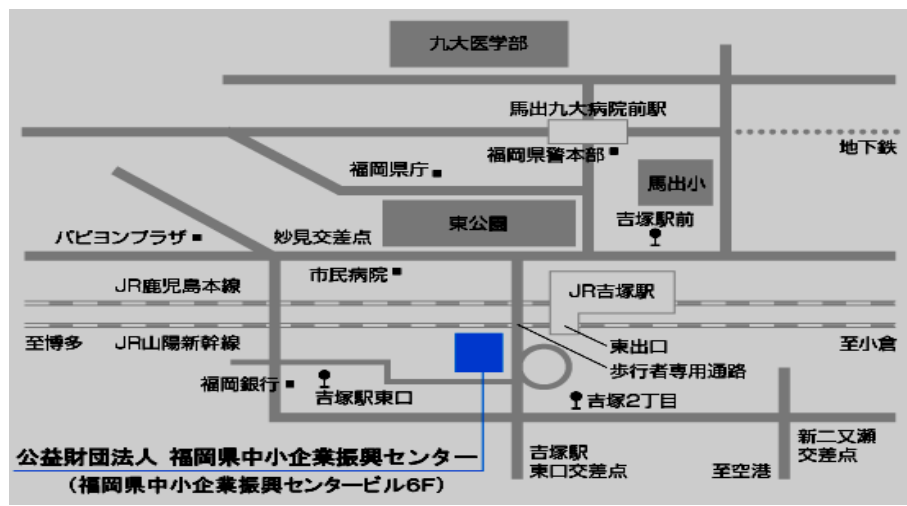 九大医学部
馬出九大病院前駅
地下鉄
福岡県警本部
福岡県庁
馬出小
東公園
吉塚駅前
パピヨンプラザ
妙見交差点
市民病院
JR鹿児島本線
JR吉塚駅
至博多
JR山陽新幹線
東出口
至小倉
歩行者専用通路
福岡銀行
吉塚駅東口
吉塚2丁目
公益財団法人 福岡県中小企業振興センター
(福岡県中小企業振興センタービル6F)
吉塚駅
東口交差点
至空港
新二又瀬
交差点